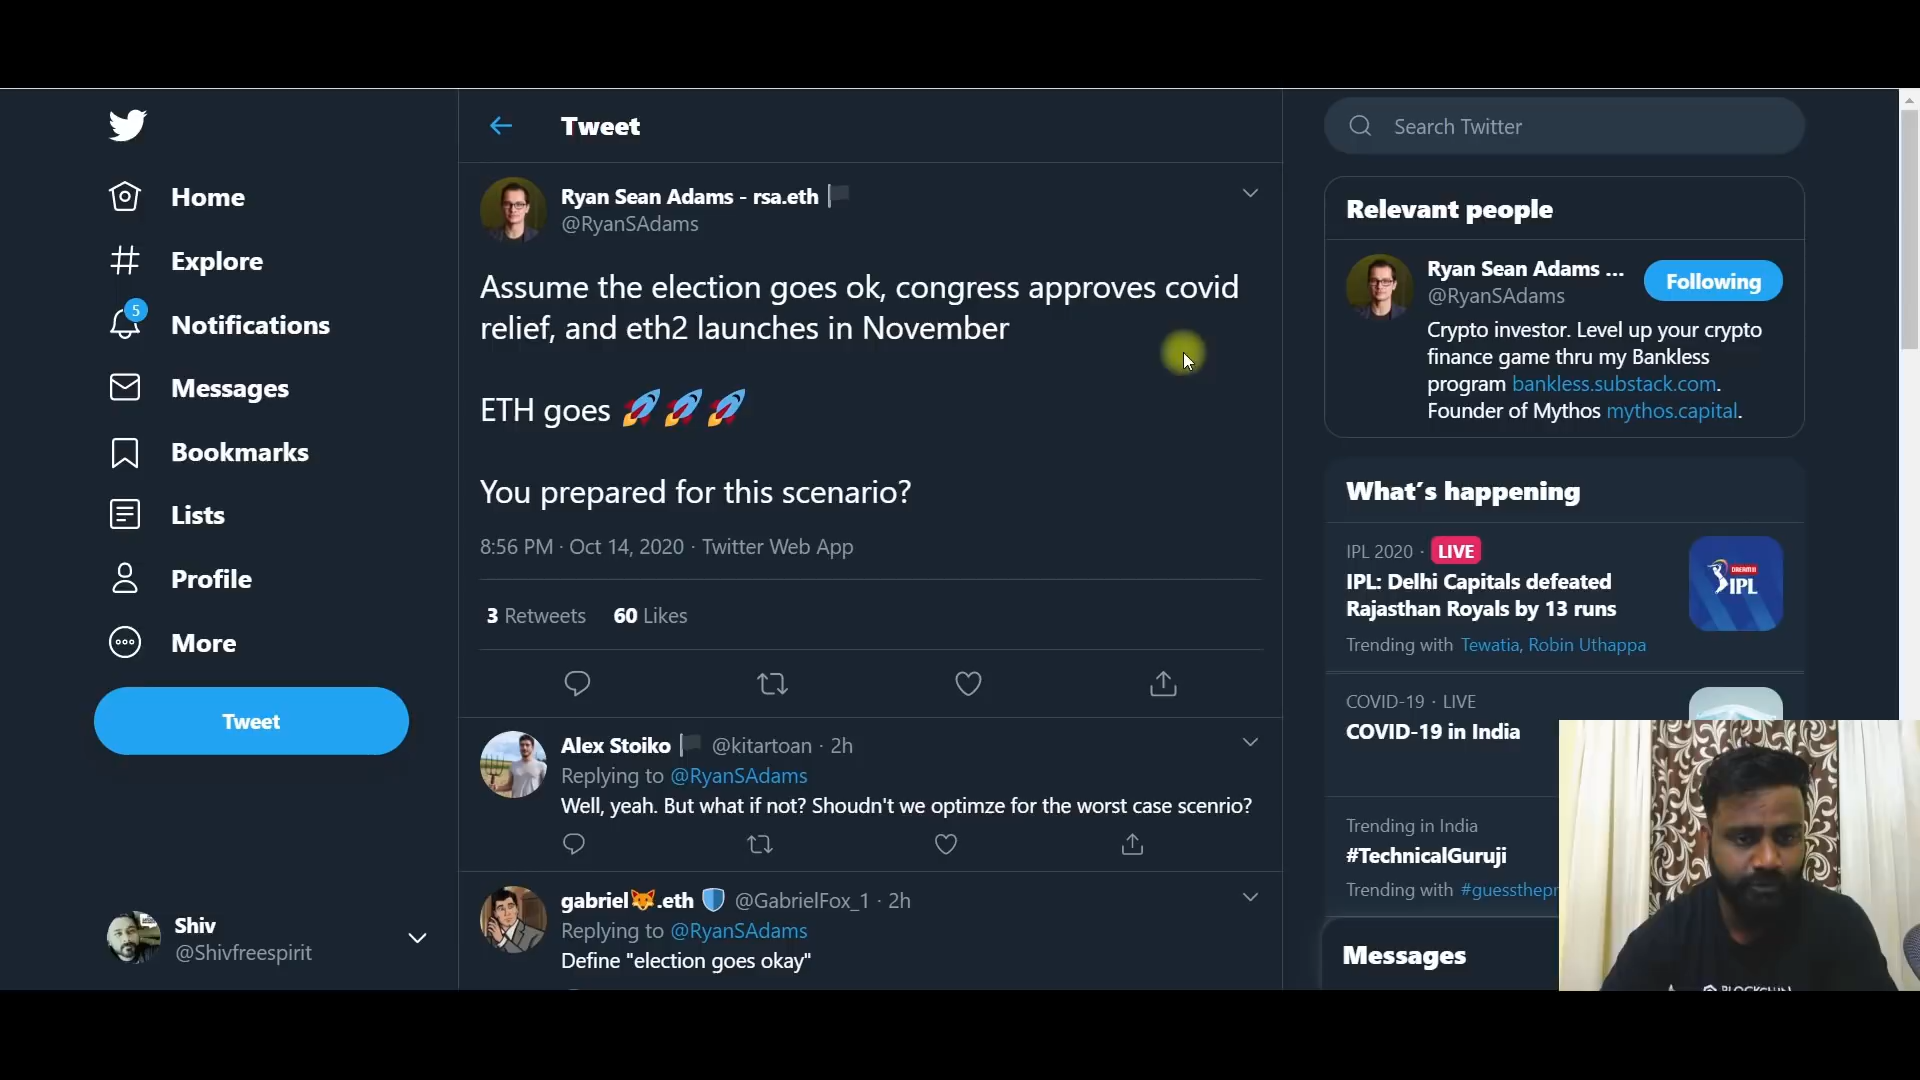 Home
Explore
5
Notifications
Messages
Bookmarks
Lists
Profile
More
Tweet
Shiv
@Shivfreespirit
Tweet
Ryan Sean Adams - rsa.eth
@RyanSAdams
Assume the election goes ok, congress approves covid
relief, and eth2 launches in November
ETH goes 🚀🚀🚀
You prepared for this scenario?
8:56 PM · Oct 14, 2020 · Twitter Web App
3 Retweets 60 Likes
Alex Stoiko @kitartoan · 2h
Replying to @RyanSAdams
Well, yeah. But what if not? Shoudn't we optimze for the worst case scenrio?
gabriel🦊.eth @GabrielFox_1 · 2h
Replying to @RyanSAdams
Define "election goes okay"
Search Twitter
Relevant people
Ryan Sean Adams ...
@RyanSAdams
Following
Crypto investor. Level up your crypto
finance game thru my Bankless
program bankless.substack.com.
Founder of Mythos mythos.capital.
What's happening
IPL 2020 · LIVE
IPL: Delhi Capitals defeated
Rajasthan Royals by 13 runs
Trending with Tewatia, Robin Uthappa
DREAM11
IPL
COVID-19 · LIVE
COVID-19 in India
Trending in India
#TechnicalGuruji
Trending with #guessthepr
Messages